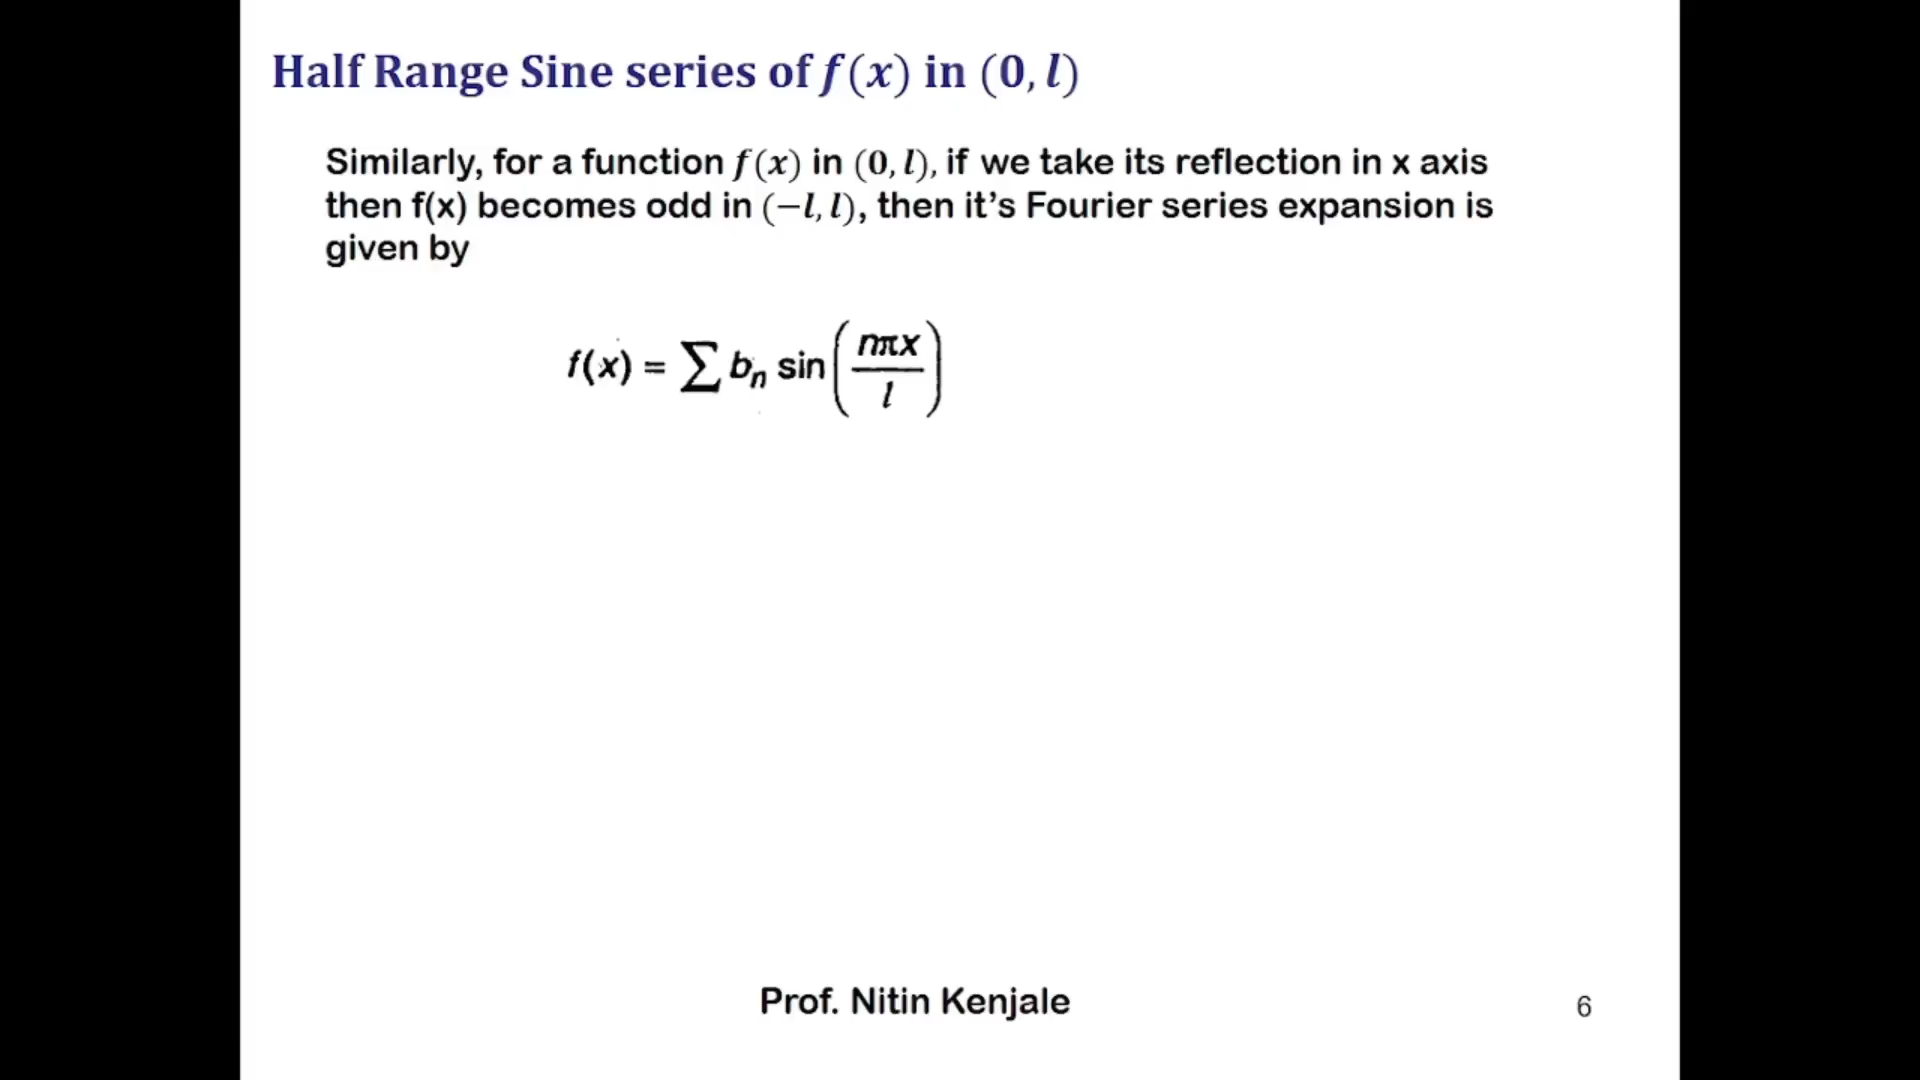 Half Range Sine series of f(x) in (0, l)
Similarly, for a function f(x) in (0, l), if we take its reflection in x axis
then f(x) becomes odd in (−l, l), then it’s Fourier series expansion is
given by
f(x) = ∑ bₙ sin(nπx/l)
Prof. Nitin Kenjale
6